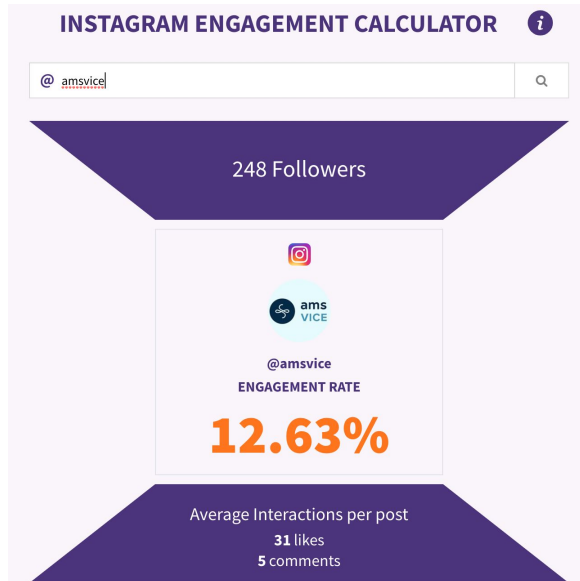 INSTAGRAM ENGAGEMENT CALCULATOR i
@ amsvice
248 Followers
ams
VICE
@amsvice
ENGAGEMENT RATE
12.63%
Average Interactions per post
31 likes
5 comments